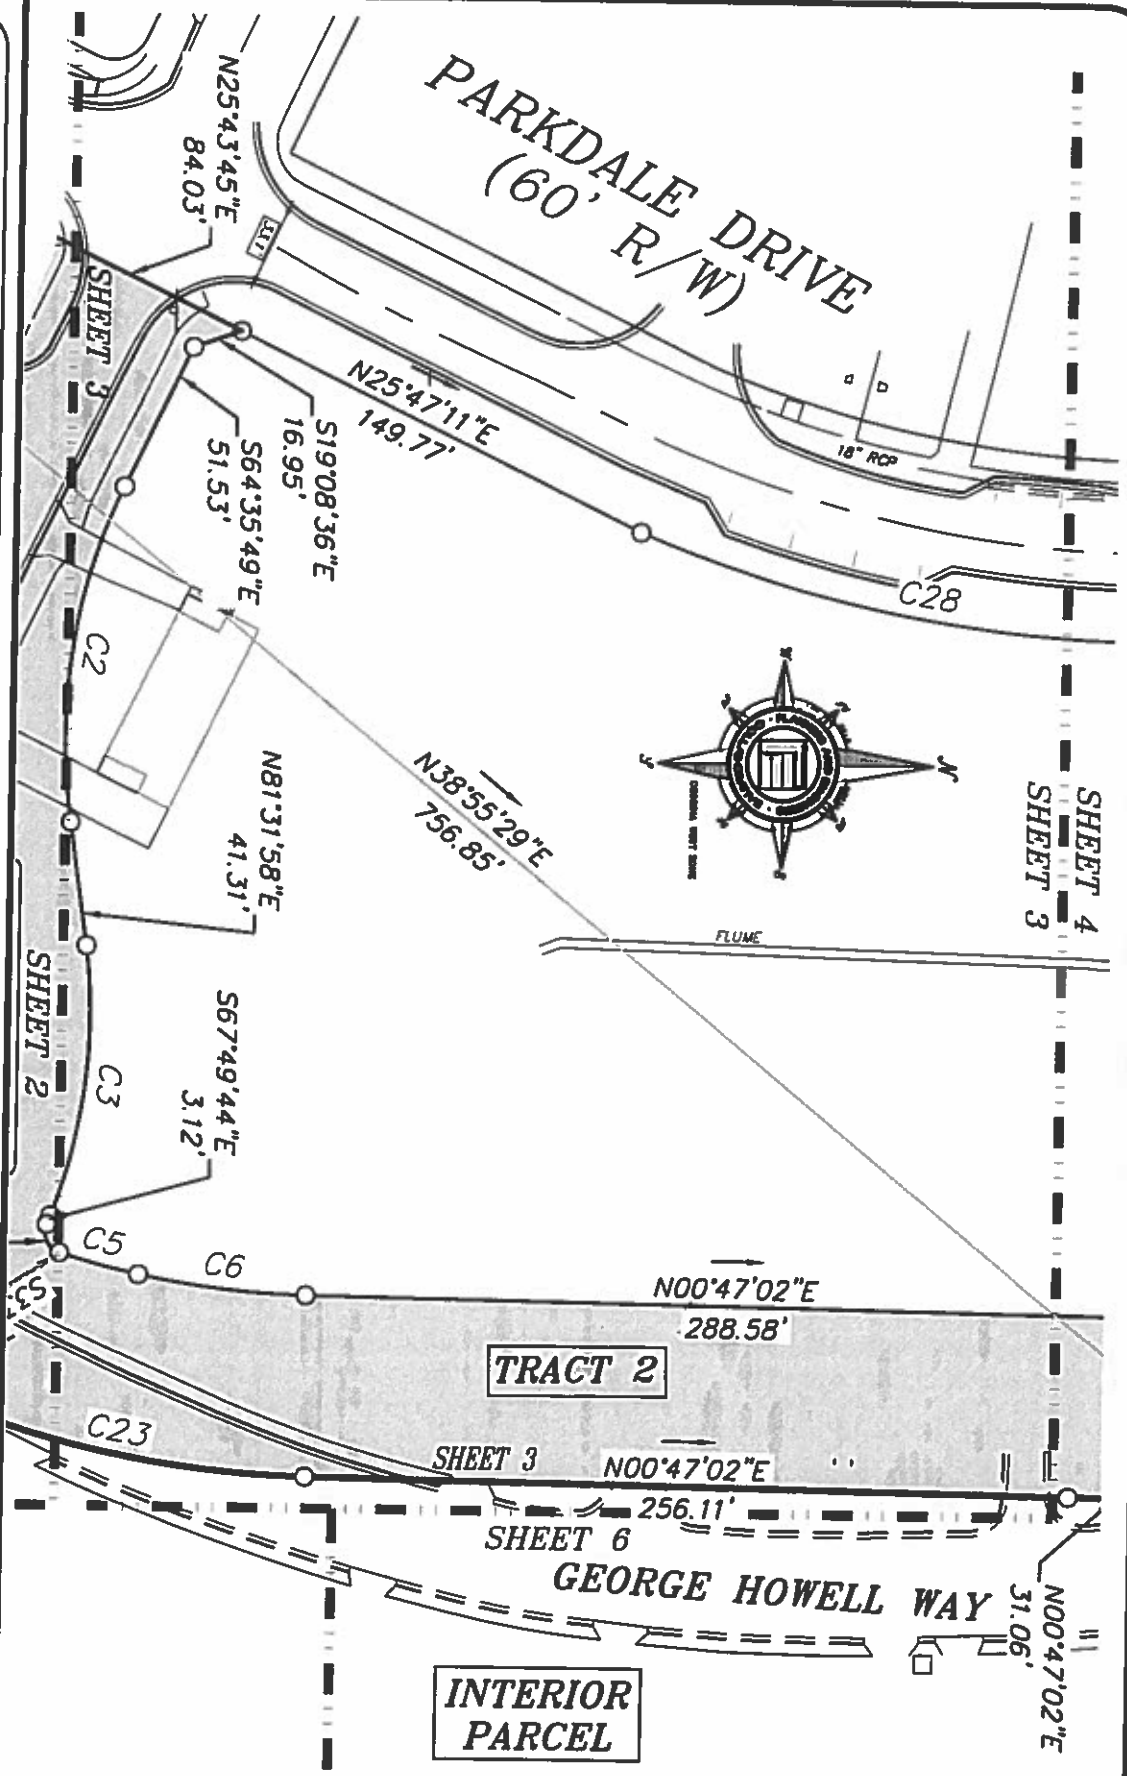 PARKDALE DRIVE
(60' R/W)
N25°43'45"E
84.03'
SHEET 3
N25°47'11"E
149.77'
S19°08'36"E
16.95'
S64°35'49"E
51.53'
18" RCP
C28
C2
N
SHEET 4
SHEET 3
N38°55'29"E
756.85'
N81°31'58"E
41.31'
FLUME
SHEET 2
C3
S67°49'44"E
3.12'
C5
C6
N00°47'02"E
288.58'
TRACT 2
C23
SHEET 3
N00°47'02"E
256.11'
SHEET 6
GEORGE HOWELL WAY
N00°47'02"E
31.06'
INTERIOR
PARCEL